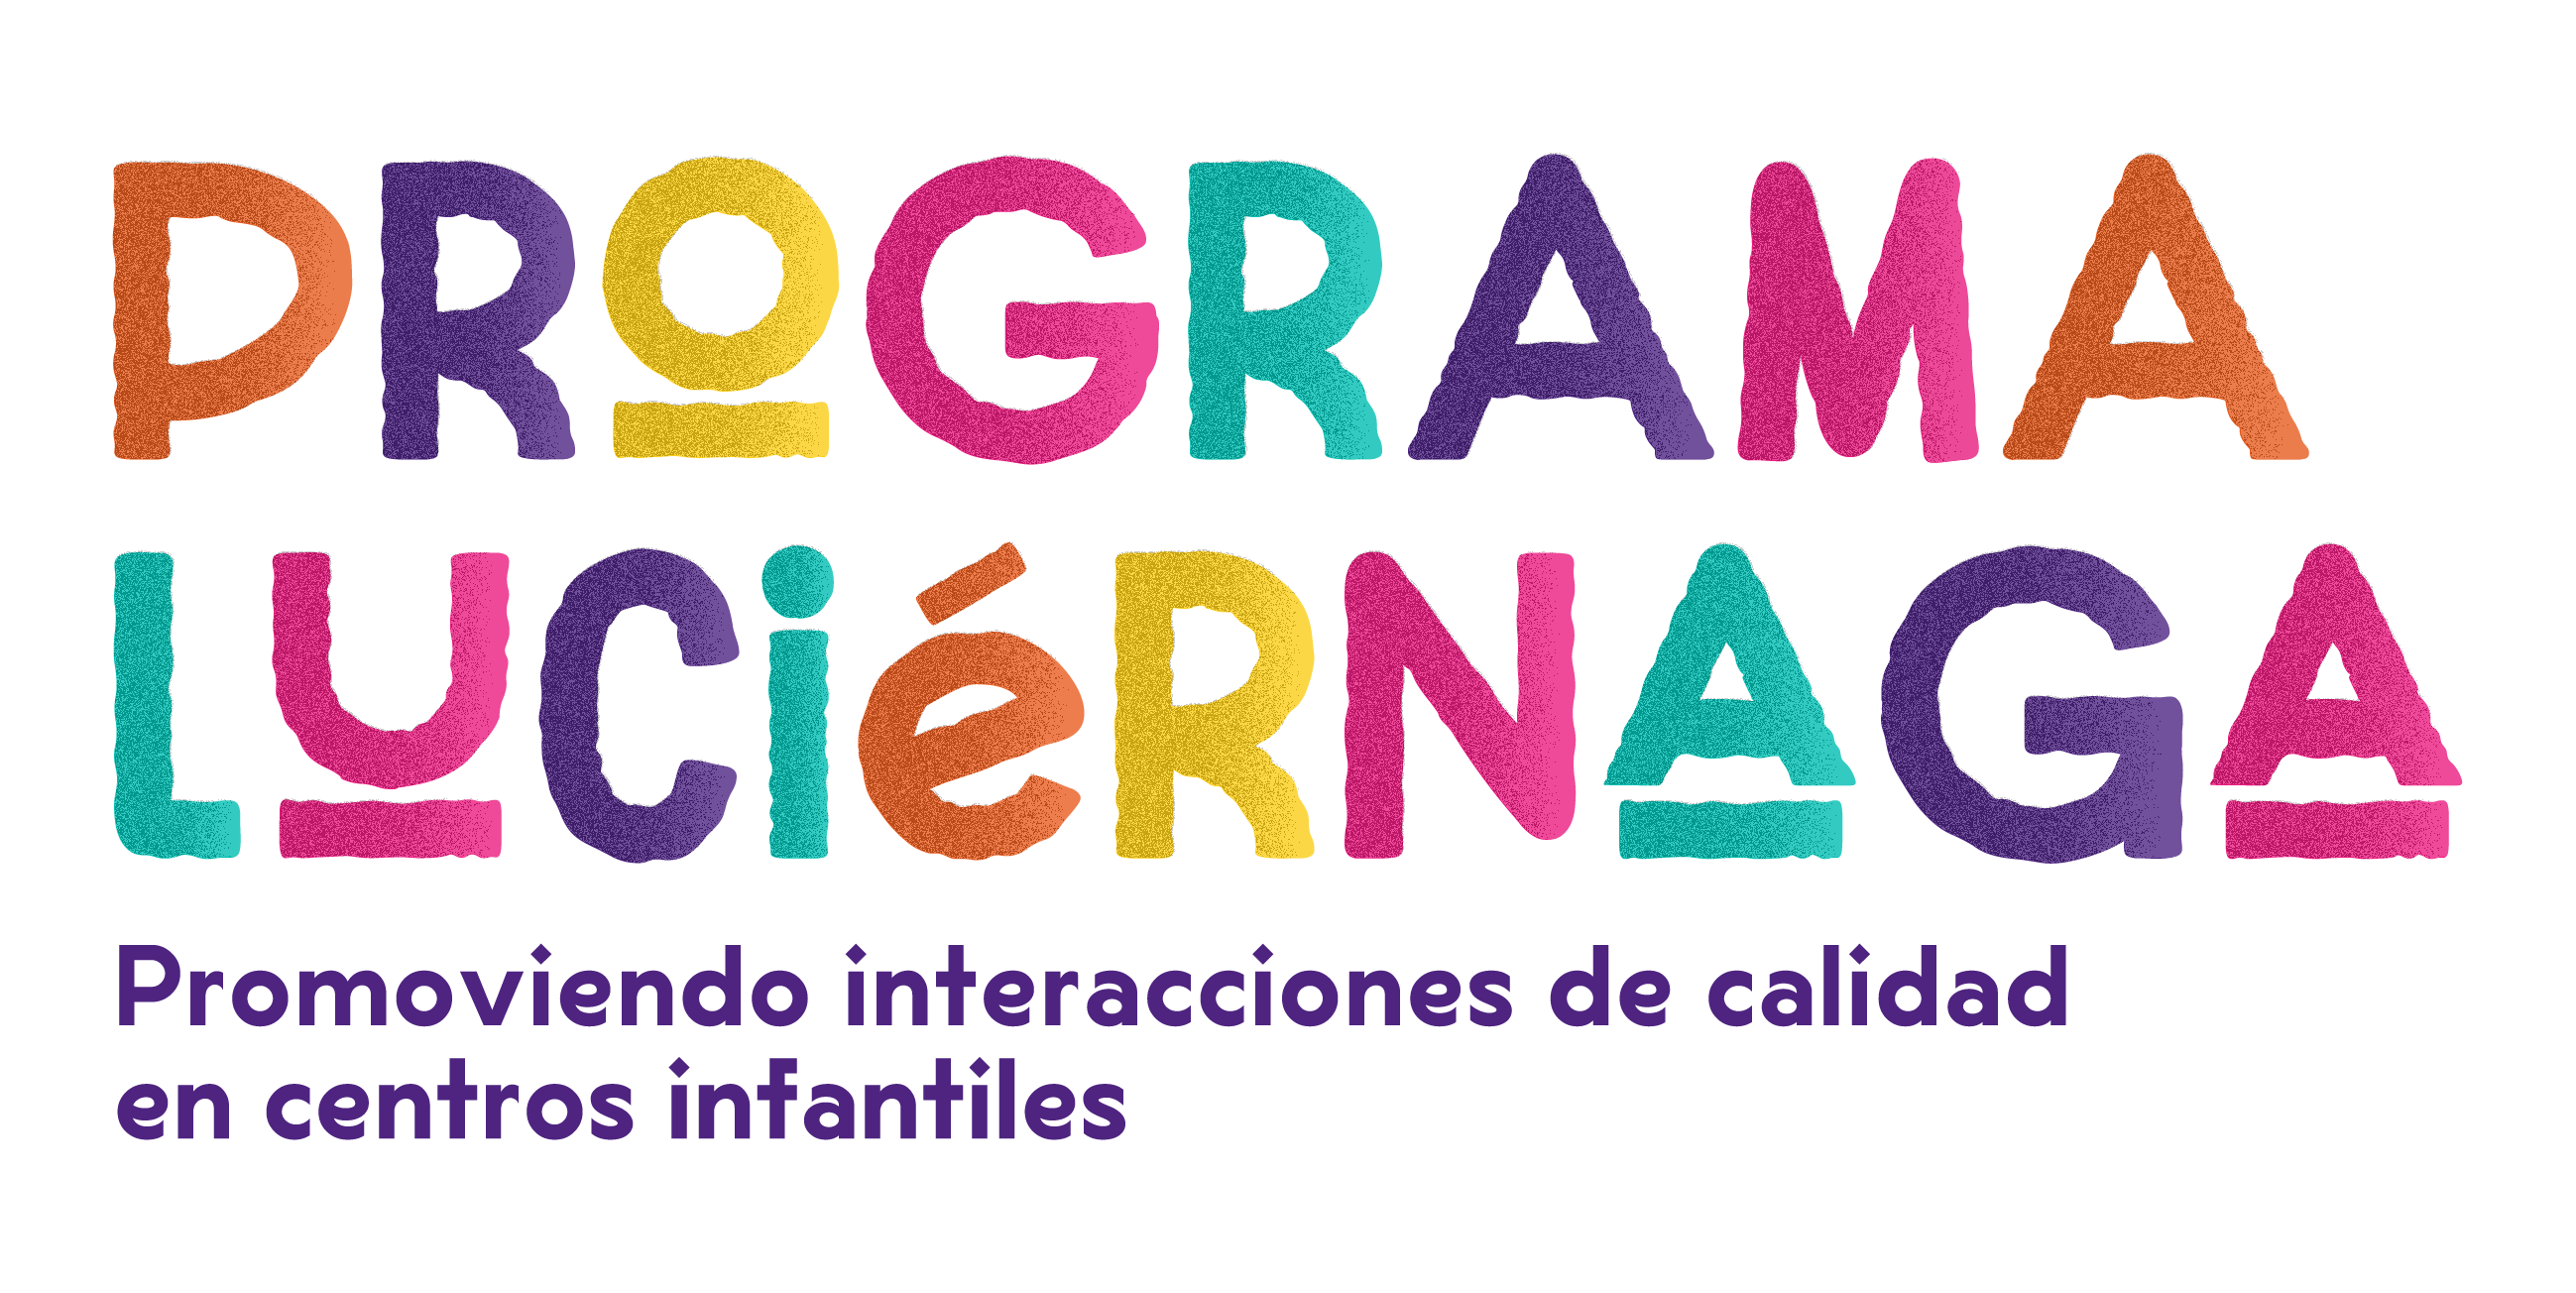 PROGRAMA
LUCiéRNAGA
Promoviendo interacciones de calidad
en centros infantiles